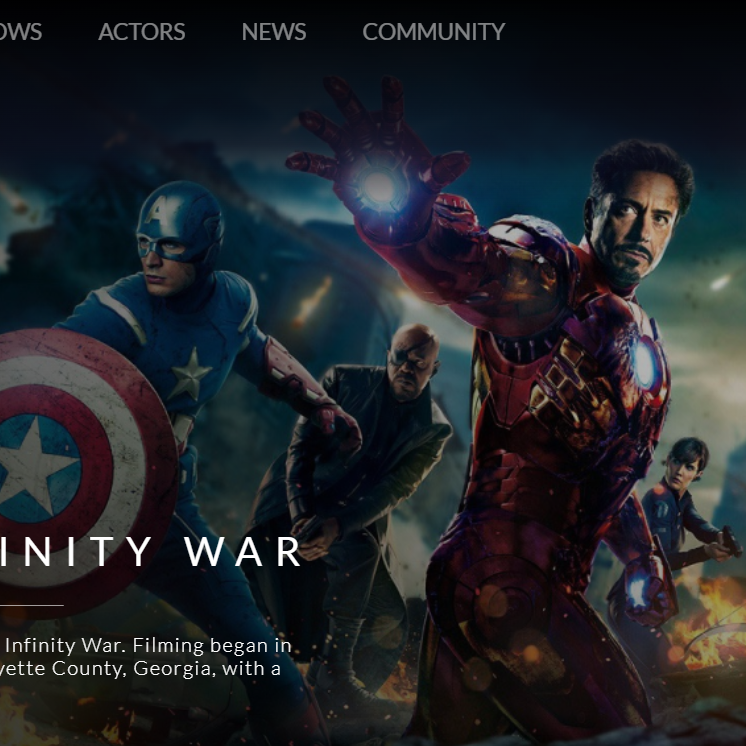 OWS ACTORS NEWS COMMUNITY
INITY WAR
Infinity War. Filming began in
yette County, Georgia, with a